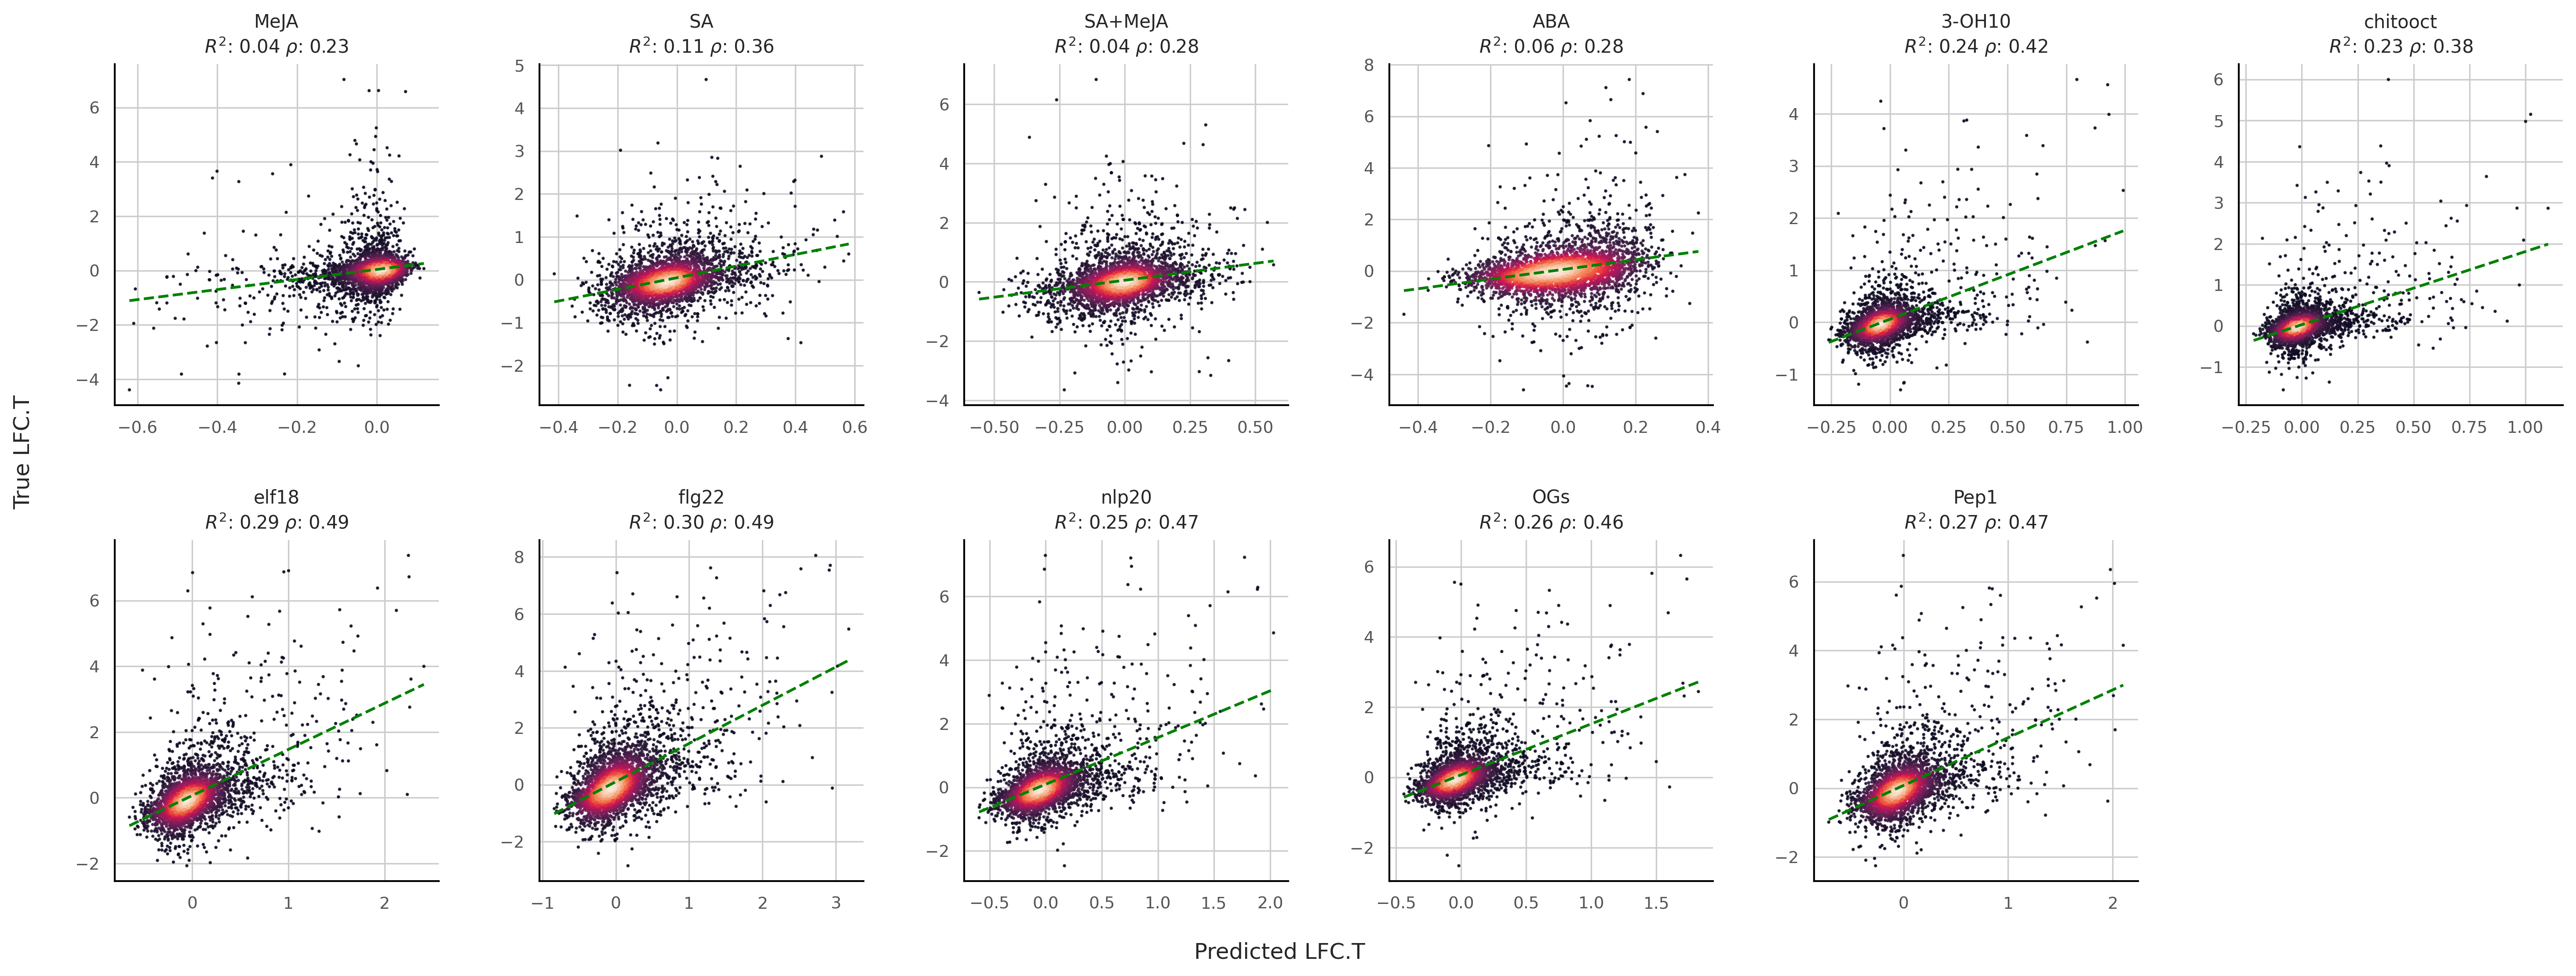 MeJA
R²: 0.04 ρ: 0.23
SA
R²: 0.11 ρ: 0.36
SA+MeJA
R²: 0.04 ρ: 0.28
ABA
R²: 0.06 ρ: 0.28
3-OH10
R²: 0.24 ρ: 0.42
chitooct
R²: 0.23 ρ: 0.38
6
4
2
0
−2
−4
−0.6 −0.4 −0.2 0.0
5
4
3
2
1
0
−1
−2
−0.4 −0.2 0.0 0.2 0.4 0.6
6
4
2
0
−2
−4
−0.50 −0.25 0.00 0.25 0.50
8
6
4
2
0
−2
−4
−0.4 −0.2 0.0 0.2 0.4
4
3
2
1
0
−1
−0.25 0.00 0.25 0.50 0.75 1.00
6
5
4
3
2
1
0
−1
−0.25 0.00 0.25 0.50 0.75 1.00
True LFC.T
elf18
R²: 0.29 ρ: 0.49
flg22
R²: 0.30 ρ: 0.49
nlp20
R²: 0.25 ρ: 0.47
OGs
R²: 0.26 ρ: 0.46
Pep1
R²: 0.27 ρ: 0.47
6
4
2
0
−2
0 1 2
8
6
4
2
0
−2
−1 0 1 2 3
6
4
2
0
−2
−0.5 0.0 0.5 1.0 1.5 2.0
6
4
2
0
−2
−0.5 0.0 0.5 1.0 1.5
6
4
2
0
−2
0 1 2
Predicted LFC.T